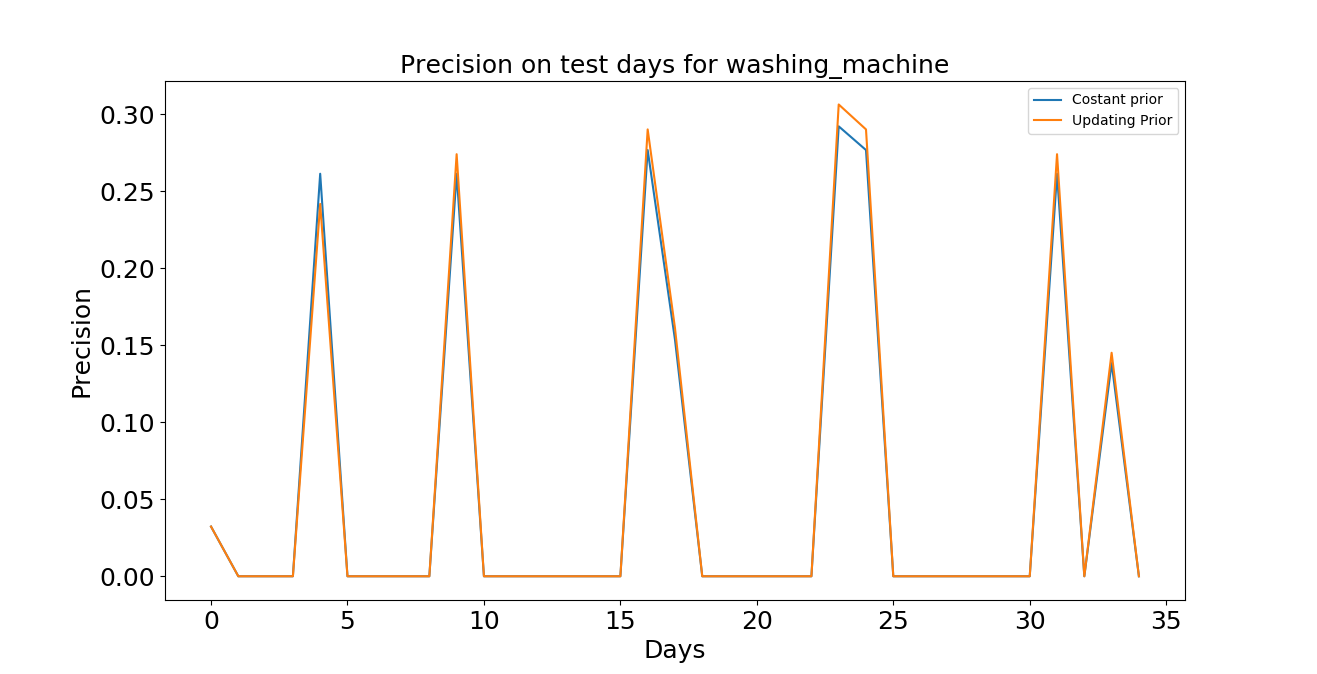 Precision on test days for washing_machine
Costant prior
Updating Prior
0.30
0.25
0.20
0.15
0.10
0.05
0.00
Precision
0 5 10 15 20 25 30 35
Days